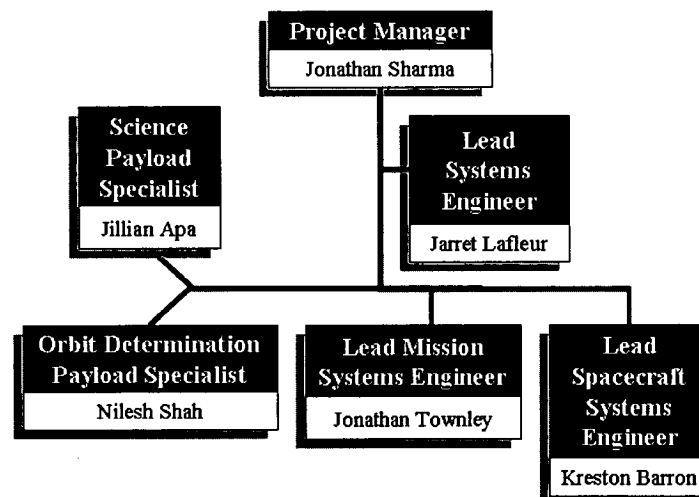 Project Manager
Jonathan Sharma
Science
Payload
Specialist
Jillian Apa
Lead
Systems
Engineer
Jarret Lafleur
Orbit Determination
Payload Specialist
Nilesh Shah
Lead Mission
Systems Engineer
Jonathan Townley
Lead
Spacecraft
Systems
Engineer
Kreston Barron